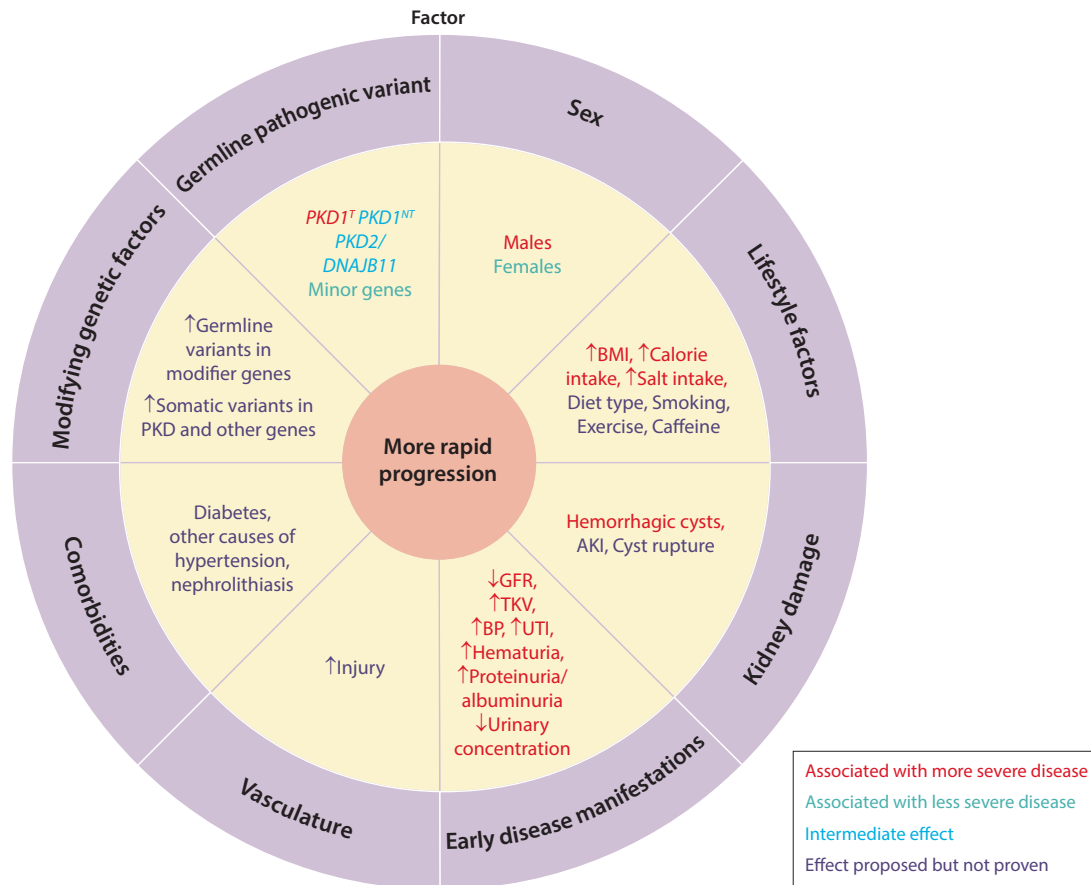 Factor
Germline pathogenic variant
PKD1ᵀ PKD1ᴺᵀ
PKD2/
DNAJB11
Minor genes
Sex
Males
Females
Lifestyle factors
↑BMI, ↑Calorie
intake, ↑Salt intake,
Diet type, Smoking,
Exercise, Caffeine
Kidney damage
Hemorrhagic cysts,
AKI, Cyst rupture
Early disease manifestations
↓GFR,
↑TKV,
↑BP, ↑UTI,
↑Hematuria,
↑Proteinuria/
albuminuria
↓Urinary
concentration
Vasculature
↑Injury
Comorbidities
Diabetes,
other causes of
hypertension,
nephrolithiasis
Modifying genetic factors
↑Germline
variants in
modifier genes
↑Somatic variants in
PKD and other genes
More rapid
progression
Associated with more severe disease
Associated with less severe disease
Intermediate effect
Effect proposed but not proven